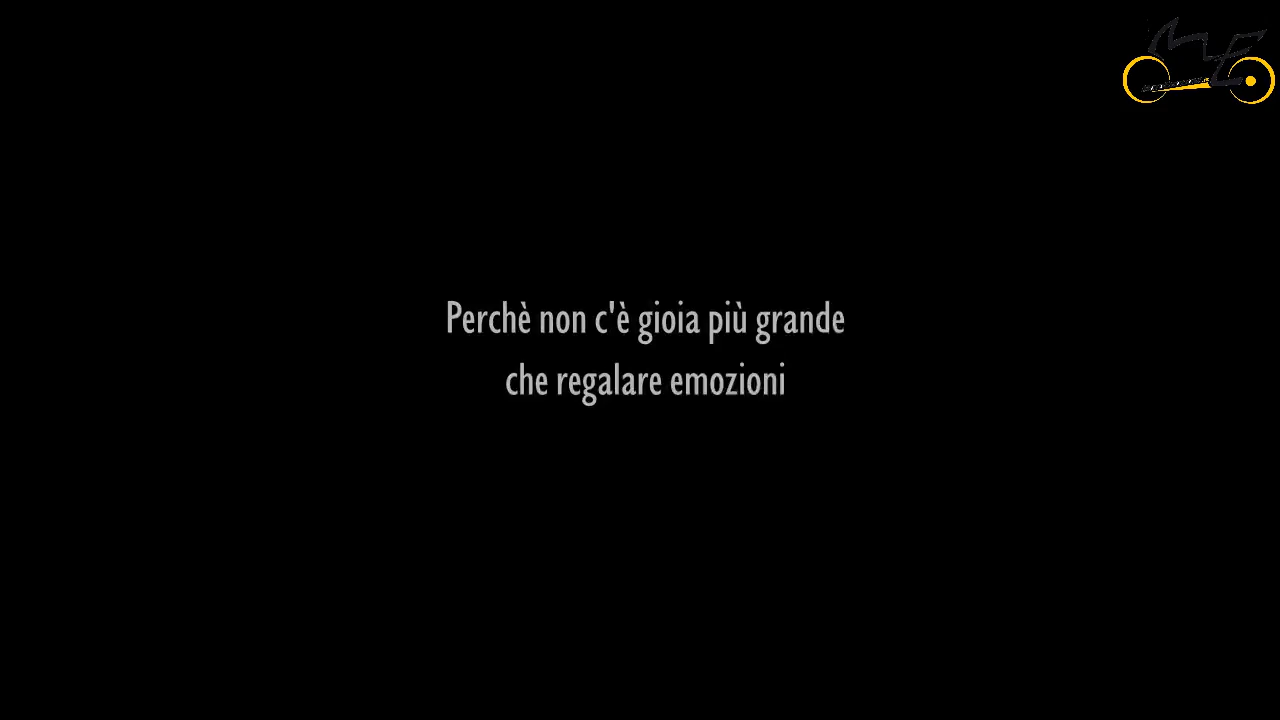 Perchè non c'è gioia più grande
che regalare emozioni